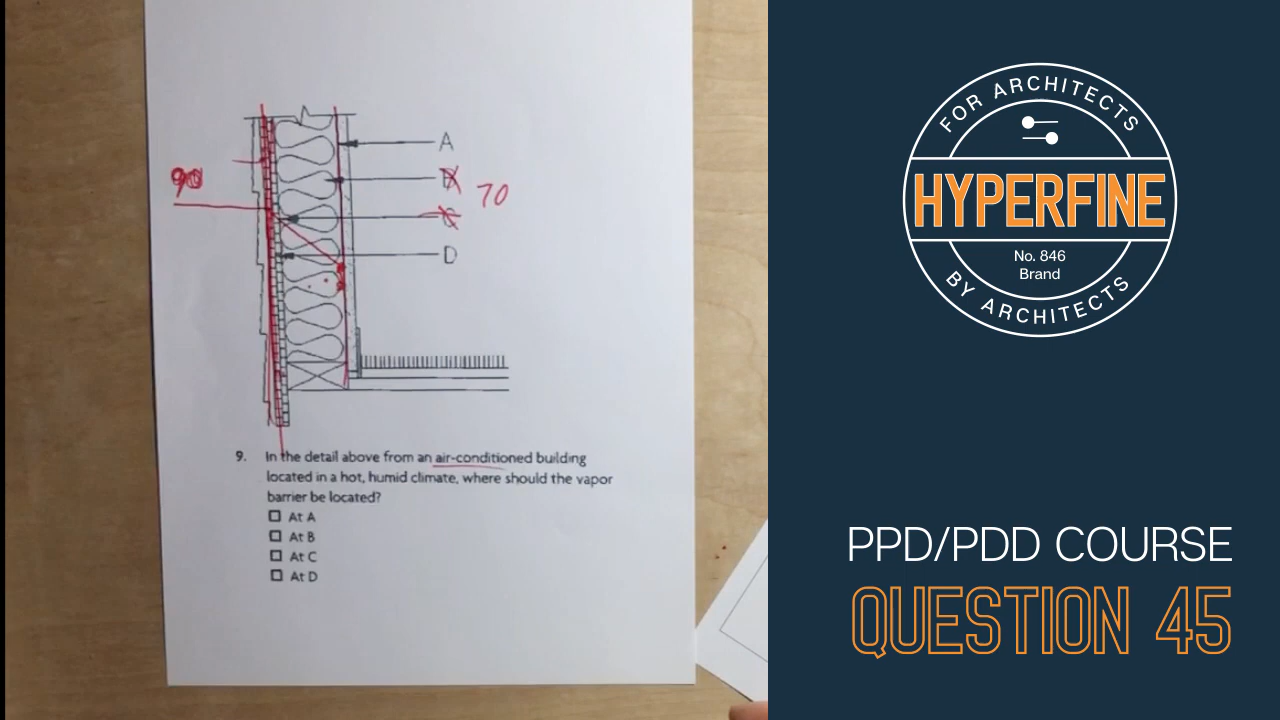 A
B
90
70
C
D
9. In the detail above from an air-conditioned building
located in a hot, humid climate, where should the vapor
barrier be located?
At A
At B
At C
At D
FOR ARCHITECTS
HYPERFINE
No. 846
Brand
BY ARCHITECTS
PPD/PDD COURSE
QUESTION 45